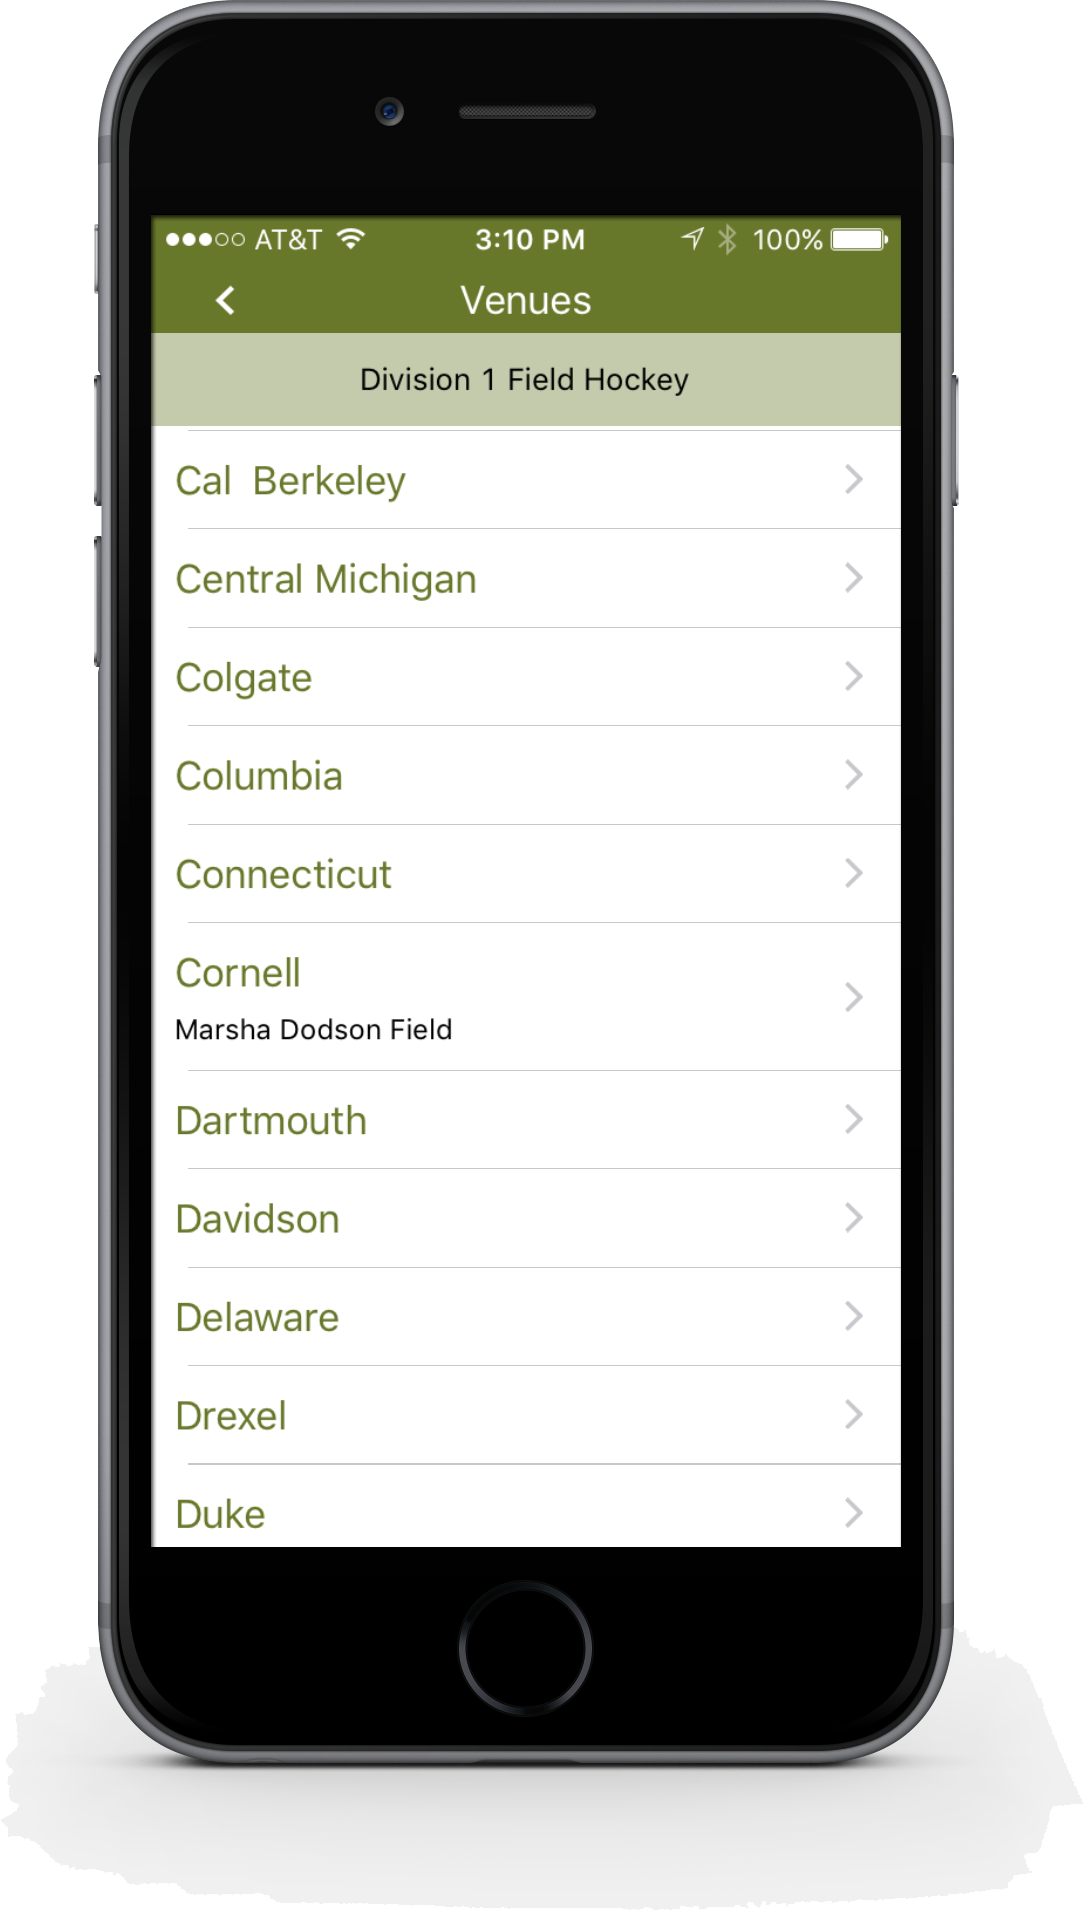 AT&T 3:10 PM 100%
Venues
Division 1 Field Hockey
Cal  Berkeley
Central Michigan
Colgate
Columbia
Connecticut
Cornell
Marsha Dodson Field
Dartmouth
Davidson
Delaware
Drexel
Duke